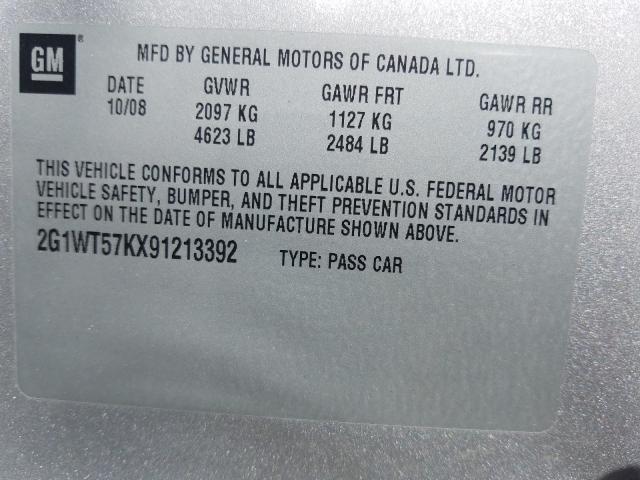 GM ®
MFD BY GENERAL MOTORS OF CANADA LTD.
DATE GVWR GAWR FRT GAWR RR
10/08 2097 KG 1127 KG 970 KG
4623 LB 2484 LB 2139 LB
THIS VEHICLE CONFORMS TO ALL APPLICABLE U.S. FEDERAL MOTOR
VEHICLE SAFETY, BUMPER, AND THEFT PREVENTION STANDARDS IN
EFFECT ON THE DATE OF MANUFACTURE SHOWN ABOVE.
2G1WT57KX91213392 TYPE: PASS CAR